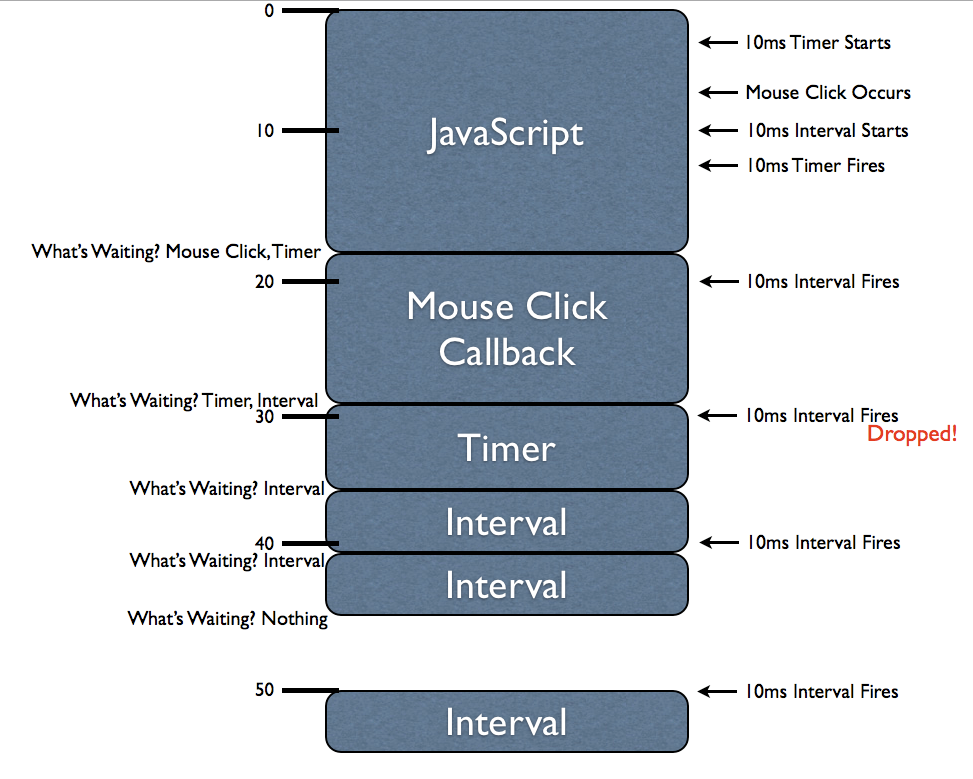 0
10ms Timer Starts
Mouse Click Occurs
10
JavaScript
10ms Interval Starts
10ms Timer Fires
What's Waiting? Mouse Click,Timer
20
10ms Interval Fires
Mouse Click
Callback
What's Waiting? Timer, Interval
30
10ms Interval Fires
Dropped!
Timer
What's Waiting? Interval
Interval
40
10ms Interval Fires
What's Waiting? Interval
Interval
What's Waiting? Nothing
50
10ms Interval Fires
Interval